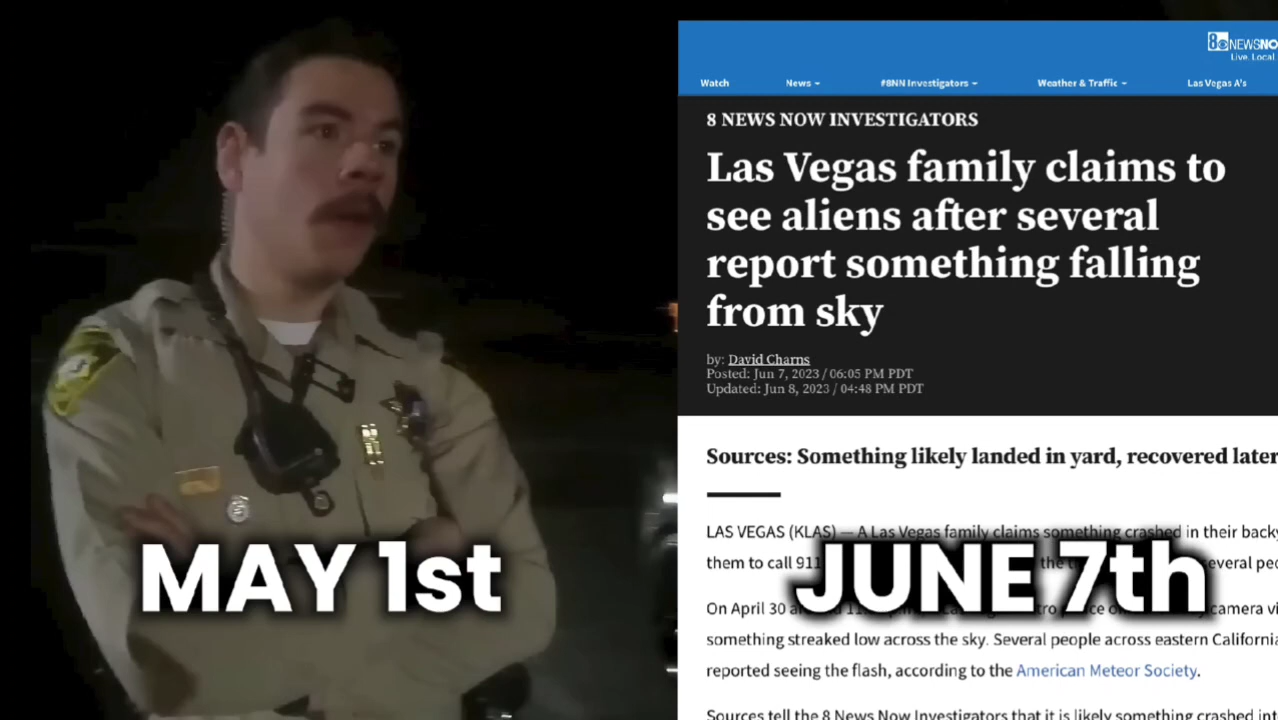 8 NEWSNO
Live. Local
Watch News #8NN Investigators Weather & Traffic Las Vegas A's
8 NEWS NOW INVESTIGATORS
Las Vegas family claims to
see aliens after several
report something falling
from sky
by: David Charns
Posted: Jun 7, 2023 / 06:05 PM PDT
Updated: Jun 8, 2023 / 04:48 PM PDT
Sources: Something likely landed in yard, recovered later
LAS VEGAS (KLAS) — A Las Vegas family claims something crashed in their
them to call 911 the several
On April 30 camera
something streaked low across the sky. Several people across eastern California
reported seeing the flash, according to the American Meteor Society.
Sources tell the 8 News Now Investigators that it is likely something crashed
MAY 1st
JUNE 7th